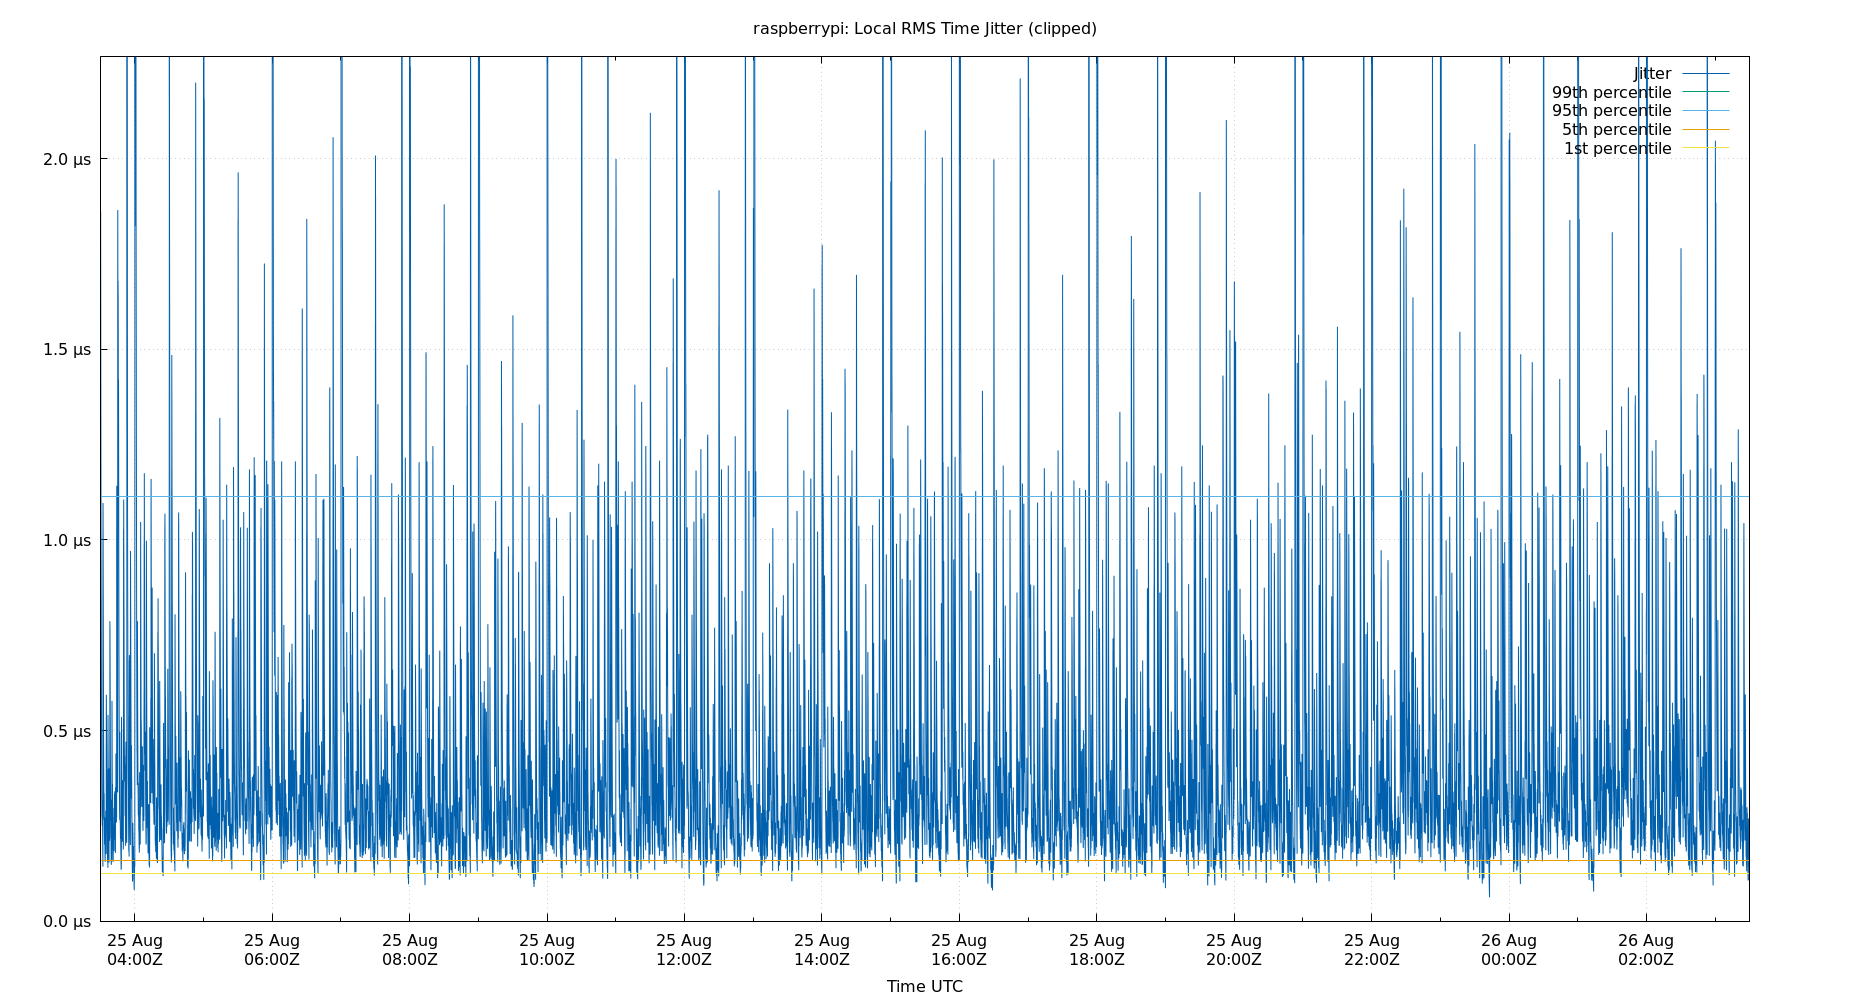 raspberrypi: Local RMS Time Jitter (clipped)
Jitter
99th percentile
95th percentile
5th percentile
1st percentile
2.0 µs
1.5 µs
1.0 µs
0.5 µs
0.0 µs
25 Aug 25 Aug 25 Aug 25 Aug 25 Aug 25 Aug 25 Aug 25 Aug 25 Aug 25 Aug 26 Aug 26 Aug
04:00Z 06:00Z 08:00Z 10:00Z 12:00Z 14:00Z 16:00Z 18:00Z 20:00Z 22:00Z 00:00Z 02:00Z
Time UTC